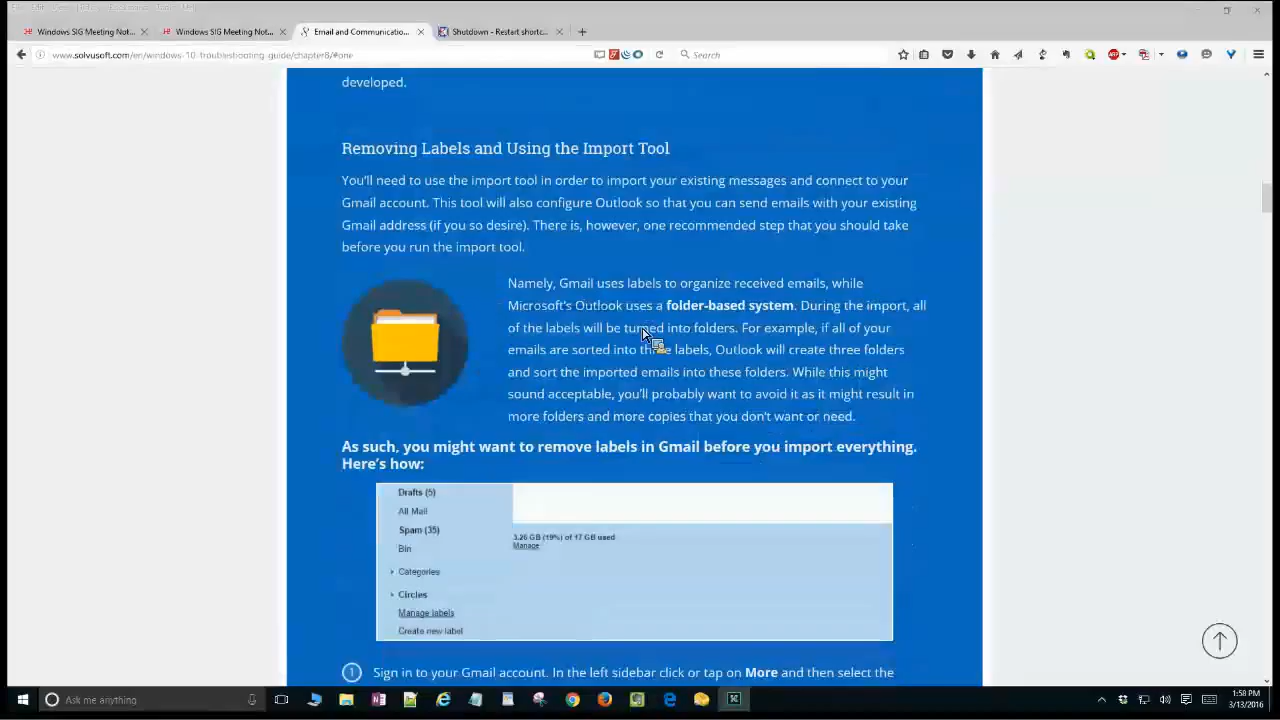 Windows SIG Meeting Not...
Windows SIG Meeting Not...
Email and Communicatio...
Shutdown - Restart shortc...
www.solvusoft.com/en/windows-10-troubleshooting-guide/chapter8/#one
Search
developed.
Removing Labels and Using the Import Tool
You'll need to use the import tool in order to import your existing messages and connect to your
Gmail account. This tool will also configure Outlook so that you can send emails with your existing
Gmail address (if you so desire). There is, however, one recommended step that you should take
before you run the import tool.
Namely, Gmail uses labels to organize received emails, while
Microsoft's Outlook uses a folder-based system. During the import, all
of the labels will be turned into folders. For example, if all of your
emails are sorted into three labels, Outlook will create three folders
and sort the imported emails into these folders. While this might
sound acceptable, you'll probably want to avoid it as it might result in
more folders and more copies that you don't want or need.
As such, you might want to remove labels in Gmail before you import everything.
Here's how:
Drafts (5)
All Mail
Spam (35)
3.26 GB (19%) of 17 GB used
Manage
Bin
Categories
Circles
Manage labels
Create new label
1 Sign in to your Gmail account. In the left sidebar click or tap on More and then select the
Ask me anything
1:58 PM
3/13/2016